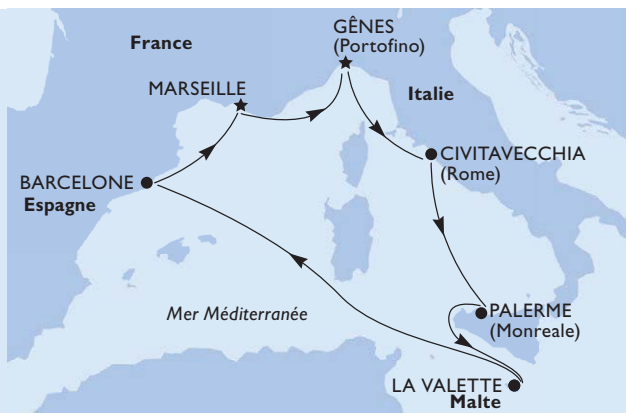 GÊNES
(Portofino)
France
MARSEILLE
Italie
CIVITAVECCHIA
(Rome)
BARCELONE
Espagne
Mer Méditerranée
PALERME
(Monreale)
LA VALETTE
Malte